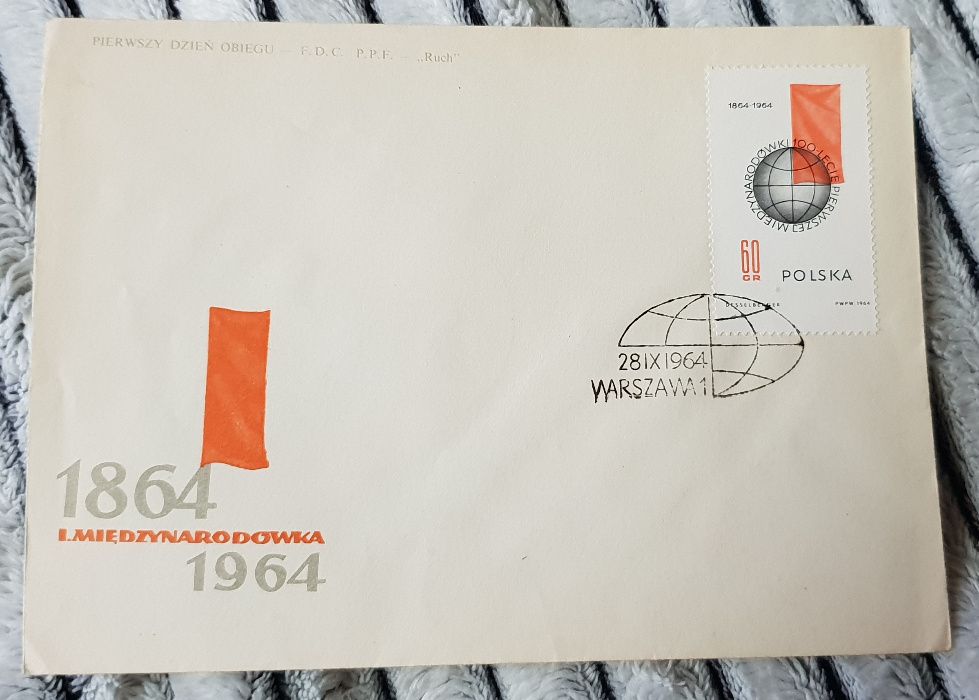 PIERWSZY DZIEŃ OBIEGU — F.D.C. P.P.F. — „Ruch”
1864-1964
100-LECIE PIERWSZEJ MIĘDZYNARODÓWKI
60
GR
POLSKA
DESSELBERGER
PWPW 1964
28 IX 1964
WARSZAWA 1
1864
I.MIĘDZYNARODÓWKA
1964